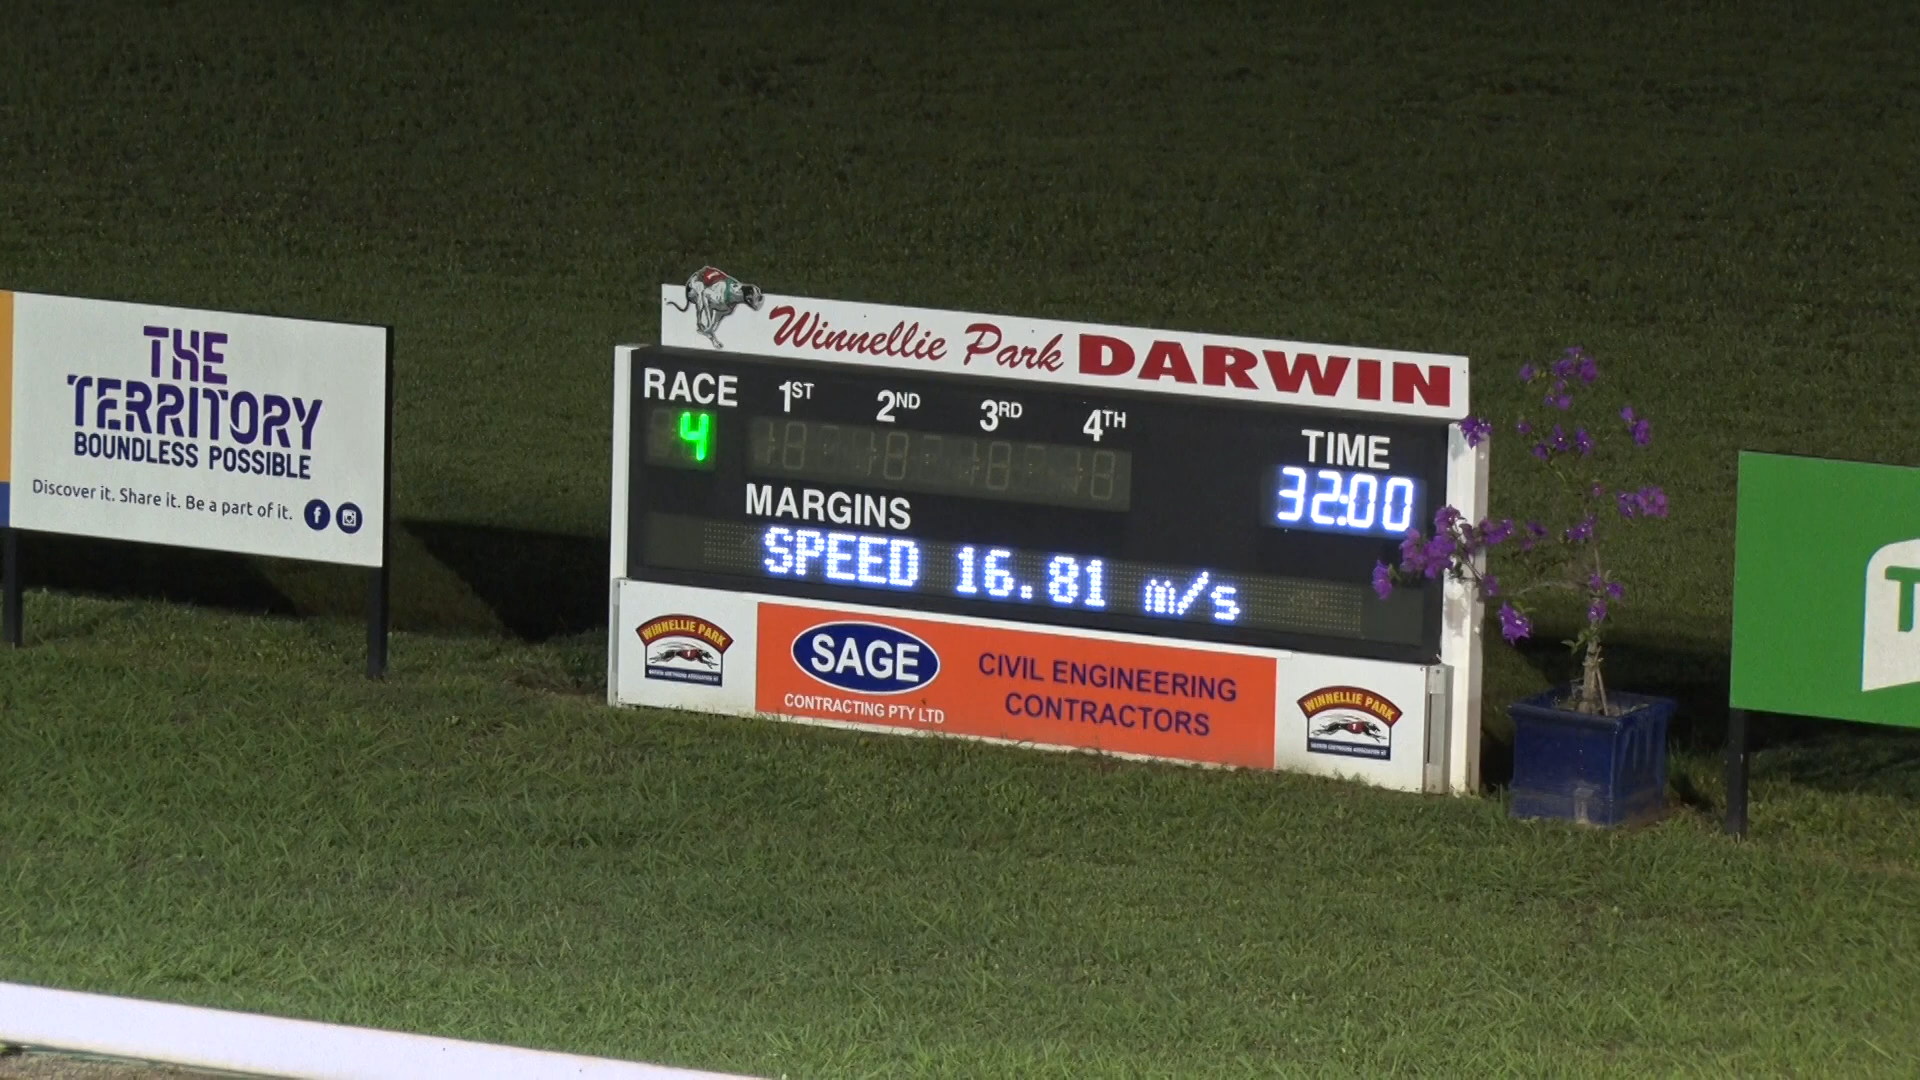 THE
TERRITORY
BOUNDLESS POSSIBLE
Discover it. Share it. Be a part of it.
Winnellie Park DARWIN
RACE 1ST 2ND 3RD 4TH TIME
4 32:00
MARGINS
SPEED 16.81 m/s
WINNELLIE PARK
SAGE
CONTRACTING PTY LTD
CIVIL ENGINEERING
CONTRACTORS
WINNELLIE PARK